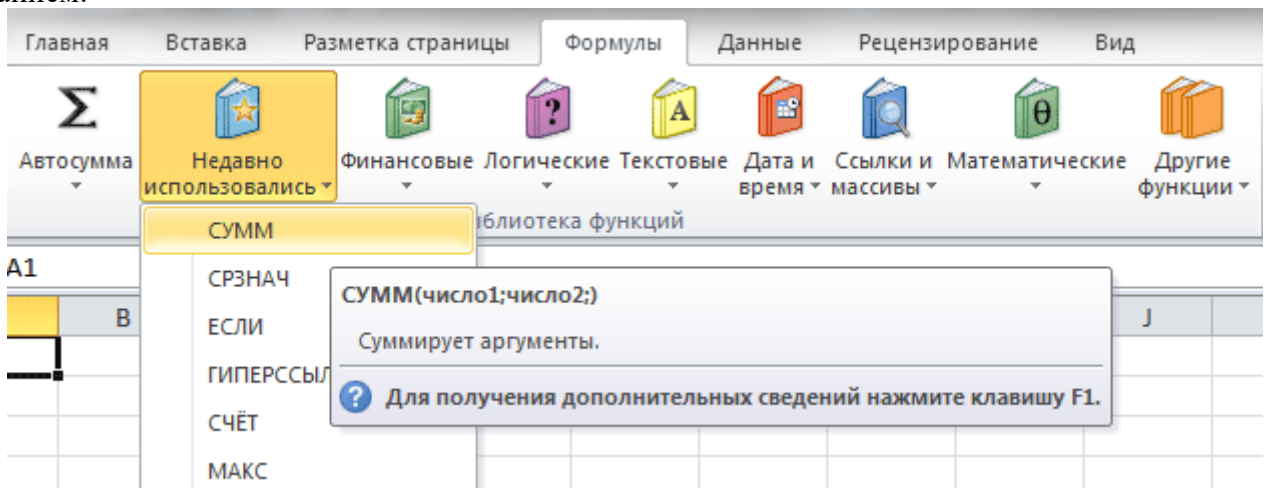 Главная Вставка Разметка страницы Формулы Данные Рецензирование Вид
Σ ? A θ
Автосумма Недавно использовались Финансовые Логические Текстовые Дата и время Ссылки и массивы Математические Другие функции
функций
СУММ
A1
СРЗНАЧ
СУММ(число1;число2;)
B J
ЕСЛИ
Суммирует аргументы.
? Для получения дополнительных сведений нажмите клавишу F1.
СЧЁТ
МАКС